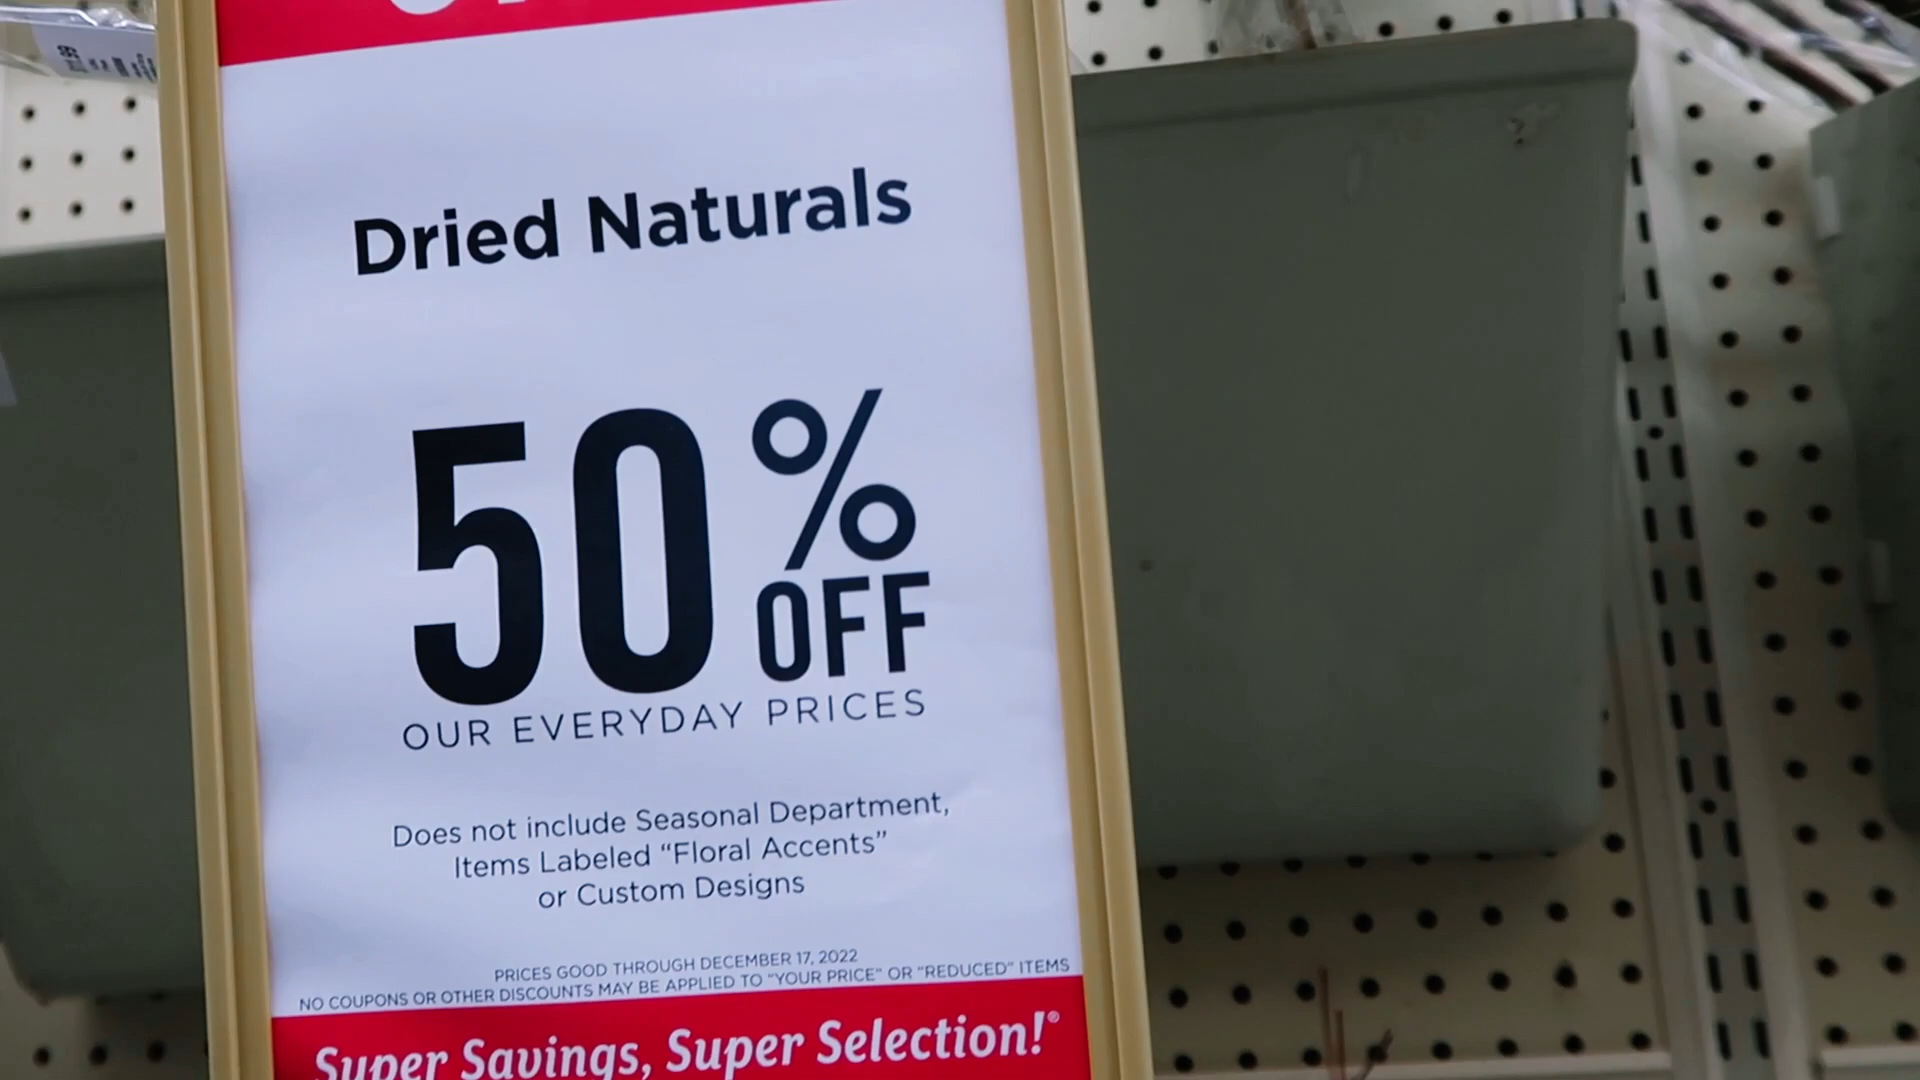 Dried Naturals
50%
OFF
OUR EVERYDAY PRICES
Does not include Seasonal Department,
Items Labeled “Floral Accents”
or Custom Designs
PRICES GOOD THROUGH DECEMBER 17, 2022
NO COUPONS OR OTHER DISCOUNTS MAY BE APPLIED TO "YOUR PRICE" OR "REDUCED" ITEMS
Super Savings, Super Selection!®